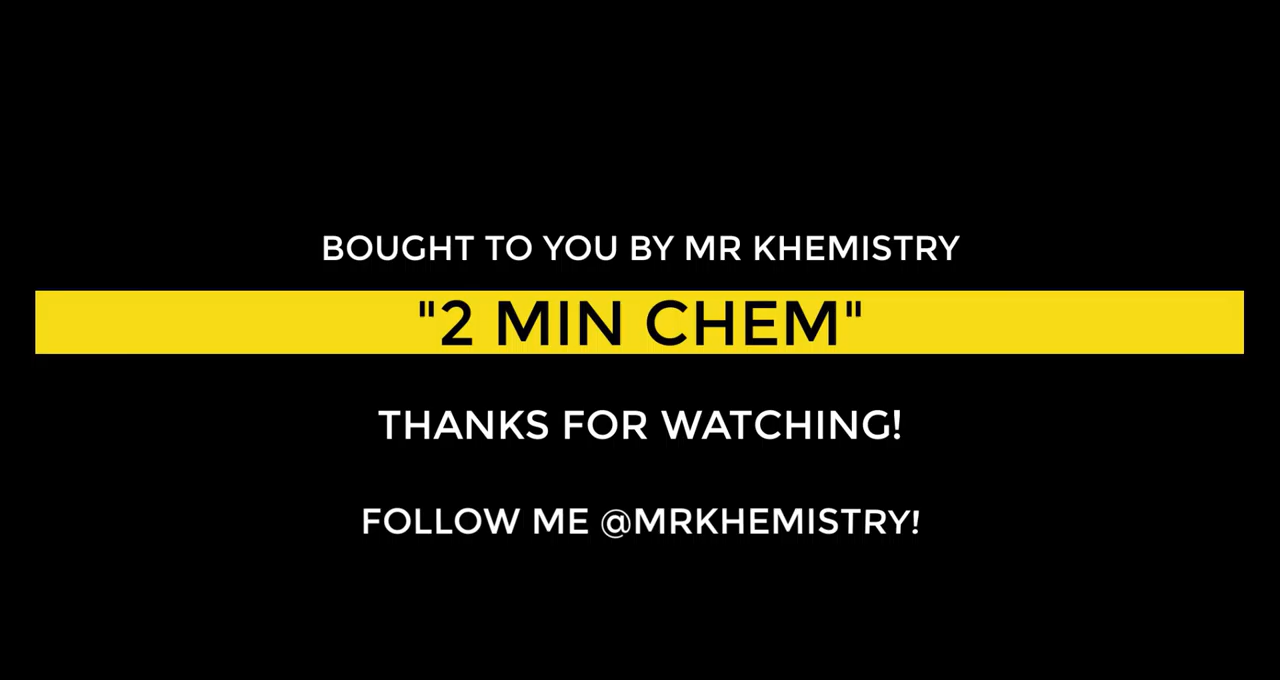 BOUGHT TO YOU BY MR KHEMISTRY
"2 MIN CHEM"
THANKS FOR WATCHING!
FOLLOW ME @MRKHEMISTRY!